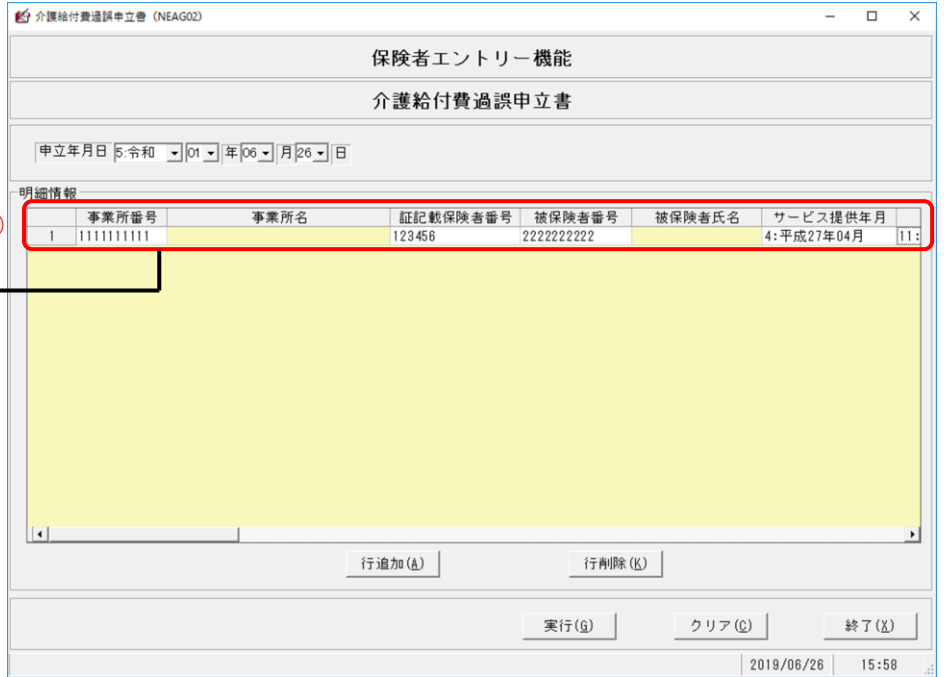 介護給付費過誤申立書 (NEAG02)
保険者エントリー機能
介護給付費過誤申立書
申立年月日 5:令和 01 年 06 月 26 日
明細情報
事業所番号 事業所名 証記載保険者番号 被保険者番号 被保険者氏名 サービス提供年月
1 1111111111 123456 2222222222 4:平成27年04月 11:
行追加(A) 行削除(K)
実行(G) クリア(C) 終了(X)
2019/06/26 15:58